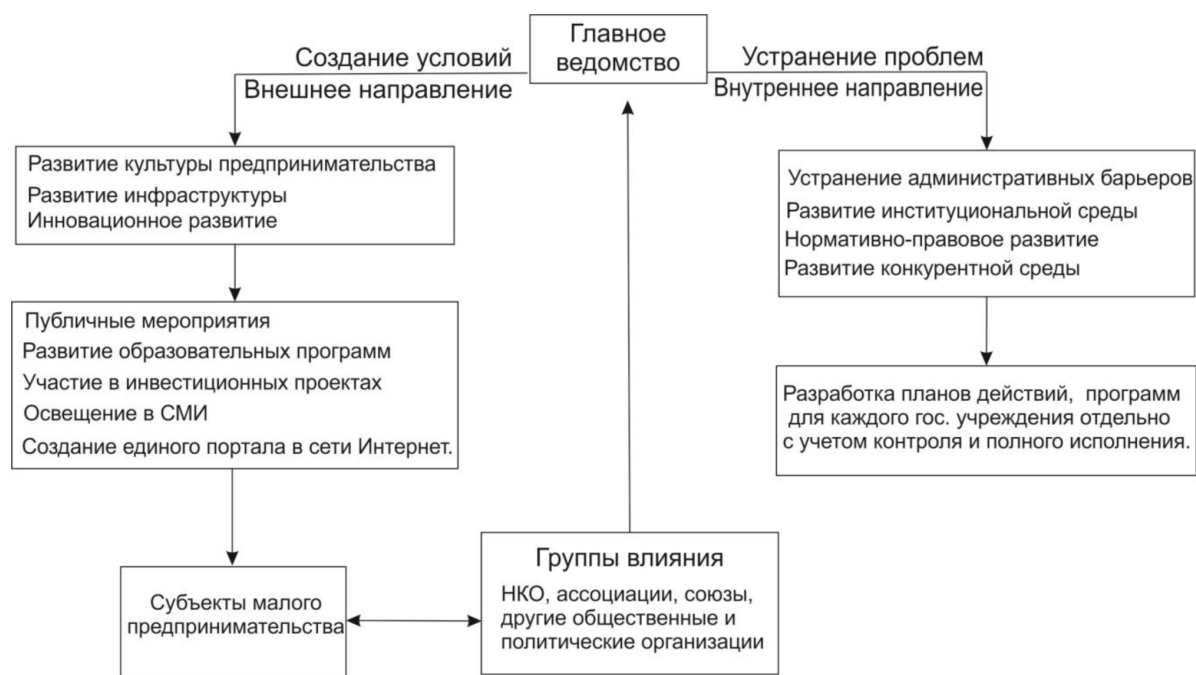 Главное
ведомство
Создание условий
Внешнее направление
Устранение проблем
Внутреннее направление
Развитие культуры предпринимательства
Развитие инфраструктуры
Инновационное развитие
Устранение административных барьеров
Развитие институциональной среды
Нормативно-правовое развитие
Развитие конкурентной среды
Публичные мероприятия
Развитие образовательных программ
Участие в инвестиционных проектах
Освещение в СМИ
Создание единого портала в сети Интернет.
Разработка планов действий, программ
для каждого гос. учреждения отдельно
с учетом контроля и полного исполнения.
Субъекты малого
предпринимательства
Группы влияния
НКО, ассоциации, союзы,
другие общественные и
политические организации